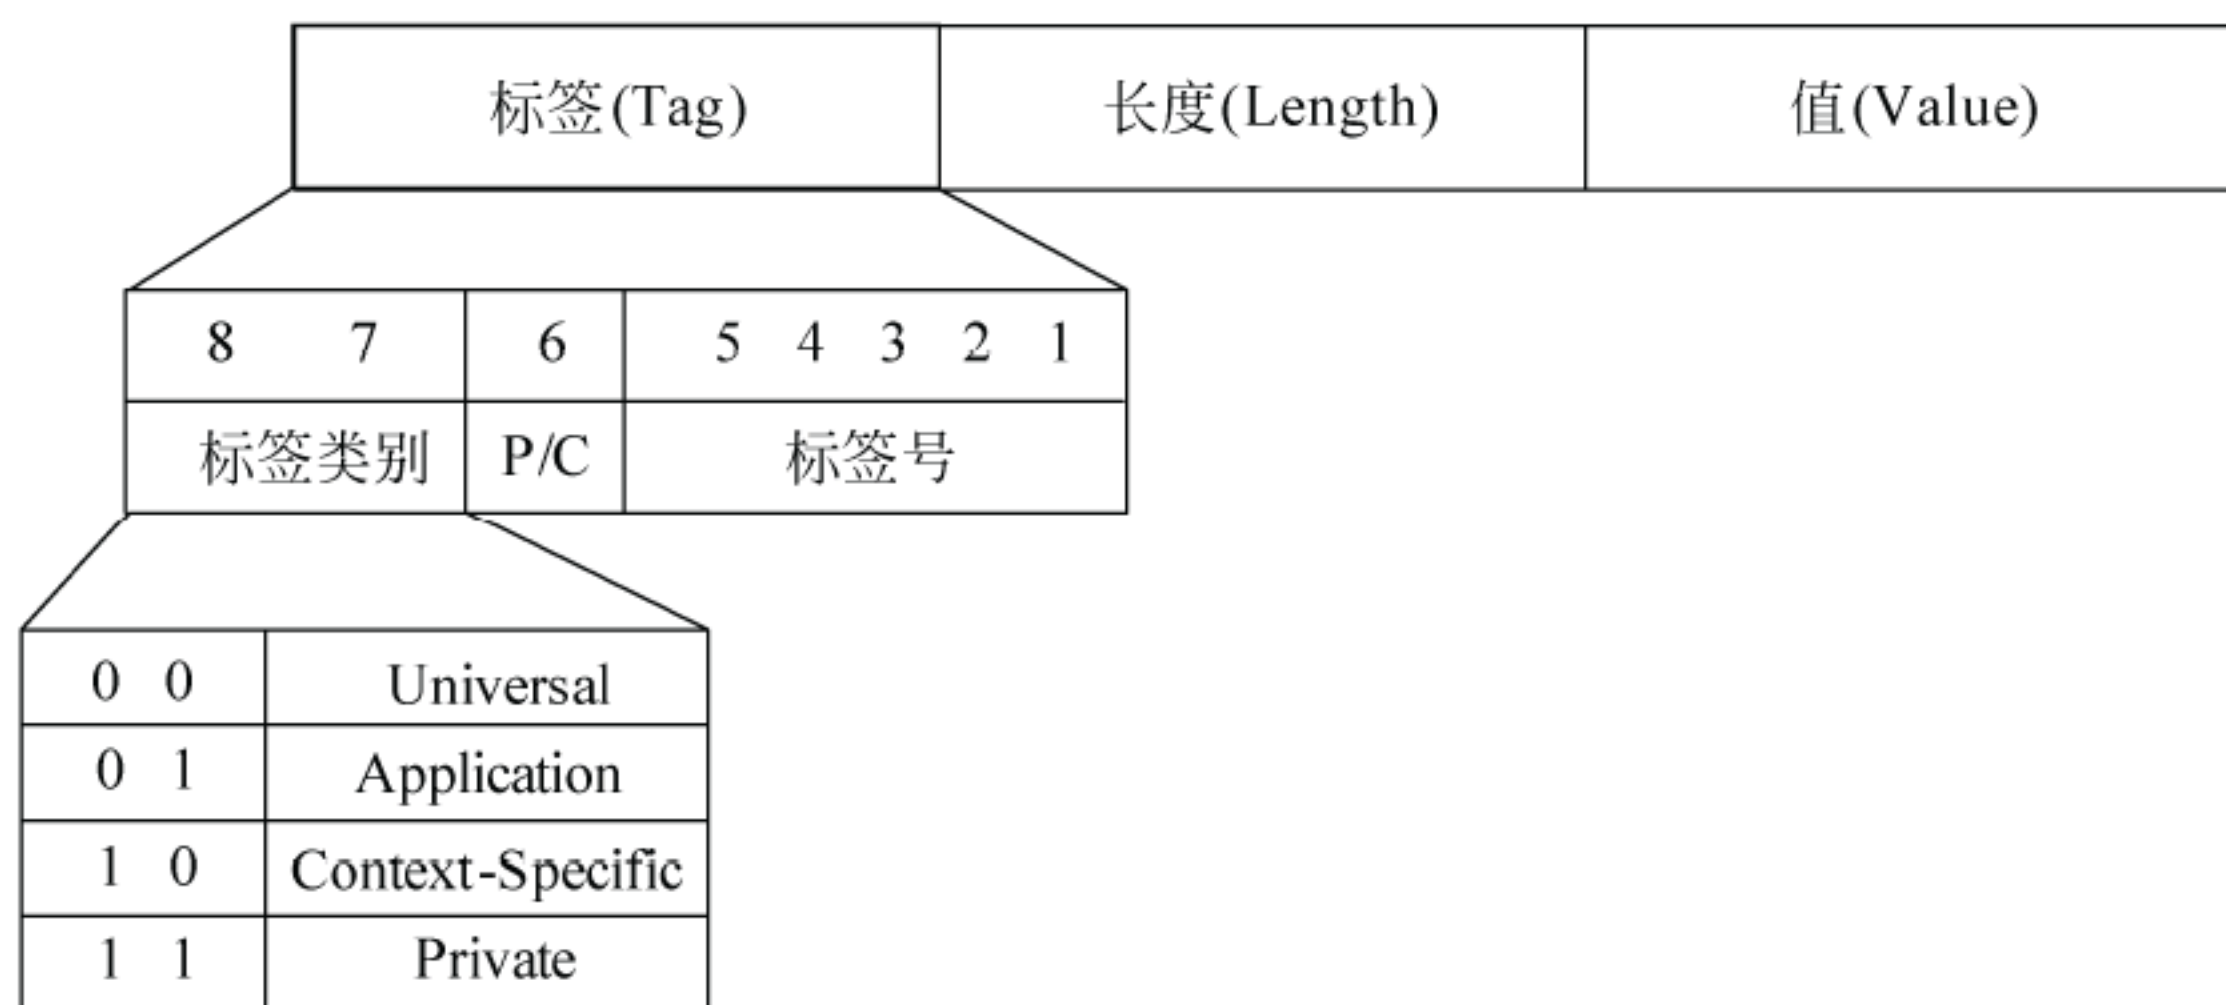 标签(Tag) 长度(Length) 值(Value)
8 7 6 5 4 3 2 1
标签类别 P/C 标签号
0 0 Universal
0 1 Application
1 0 Context-Specific
1 1 Private